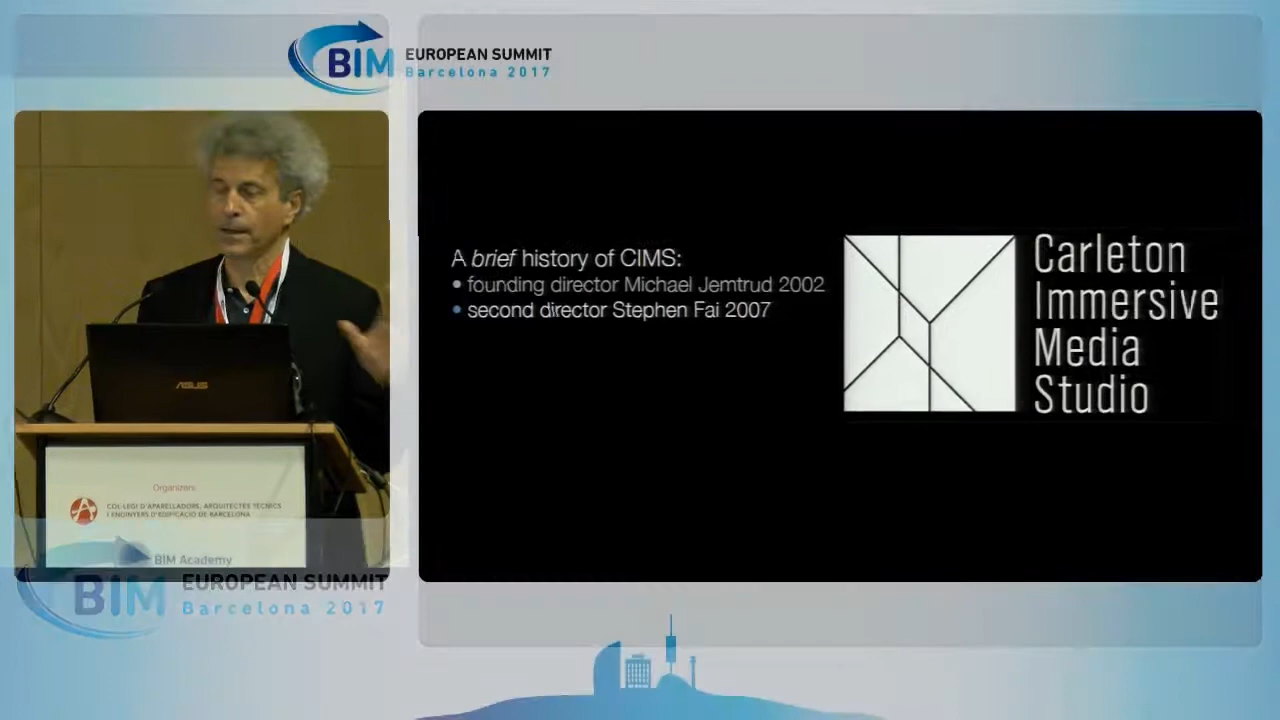 BIM EUROPEAN SUMMIT
Barcelona 2017
A brief history of CIMS:
• founding director Michael Jemtrud 2002
• second director Stephen Fai 2007
Carleton
Immersive
Media
Studio
ASUS
Organizers
COL·LEGI D'APARELLADORS, ARQUITECTES TÈCNICS
I ENGINYERS D'EDIFICACIÓ DE BARCELONA
BIM Academy
BIM EUROPEAN SUMMIT
Barcelona 2017